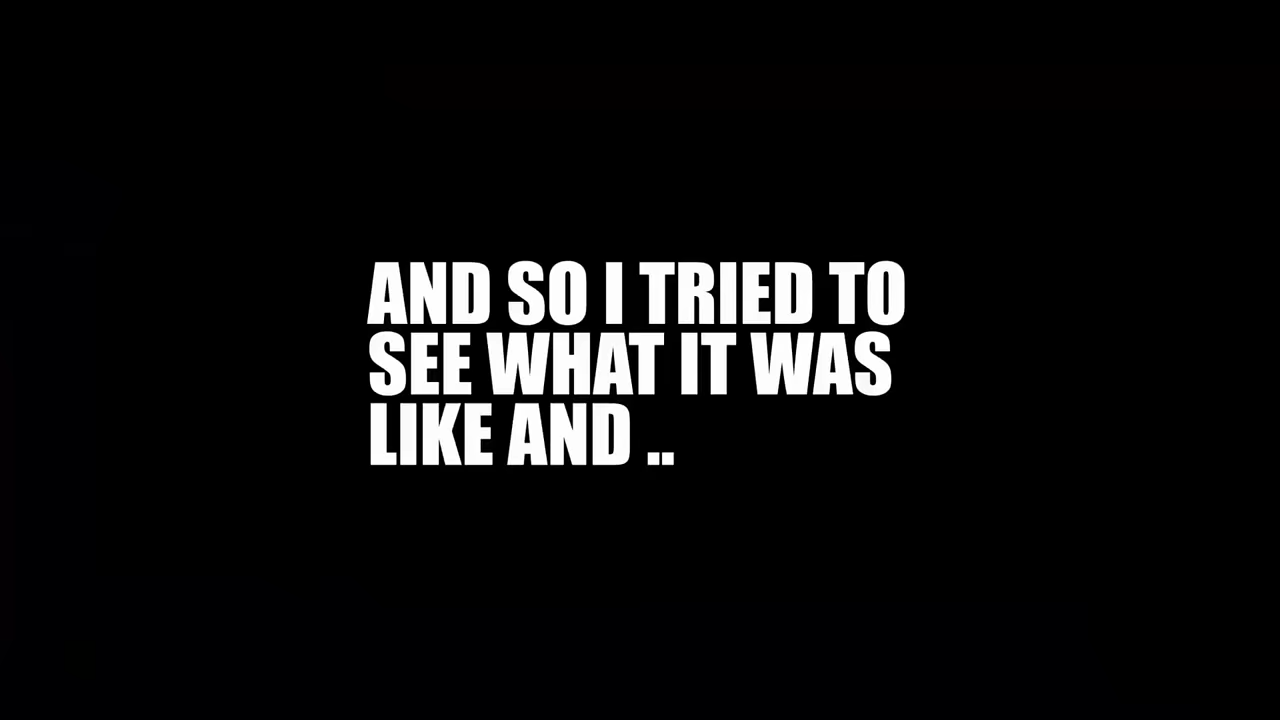 AND SO I TRIED TO
SEE WHAT IT WAS
LIKE AND ..